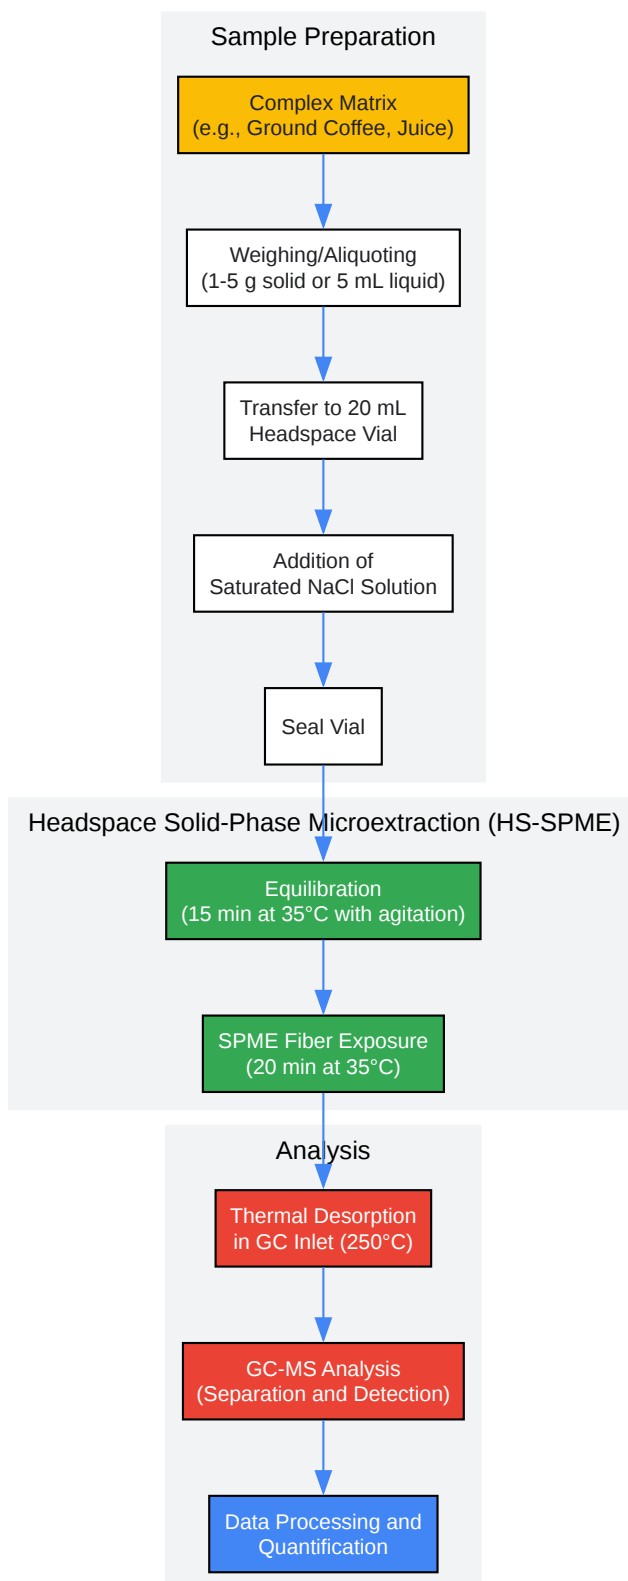 Sample Preparation
Complex Matrix
(e.g., Ground Coffee, Juice)
Weighing/Aliquoting
(1-5 g solid or 5 mL liquid)
Transfer to 20 mL
Headspace Vial
Addition of
Saturated NaCl Solution
Seal Vial
Headspace Solid-Phase Microextraction (HS-SPME)
Equilibration
(15 min at 35°C with agitation)
SPME Fiber Exposure
(20 min at 35°C)
Analysis
Thermal Desorption
in GC Inlet (250°C)
GC-MS Analysis
(Separation and Detection)
Data Processing and
Quantification